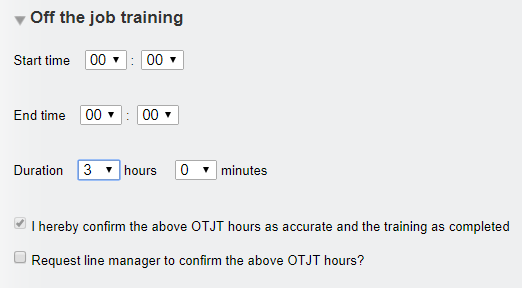 Off the job training
Start time 00 : 00
End time 00 : 00
Duration 3 hours 0 minutes
I hereby confirm the above OTJT hours as accurate and the training as completed
Request line manager to confirm the above OTJT hours?